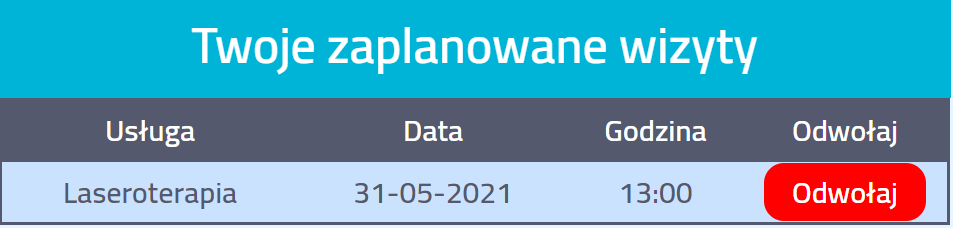 Twoje zaplanowane wizyty
Usługa Data Godzina Odwołaj
Laseroterapia 31-05-2021 13:00 Odwołaj